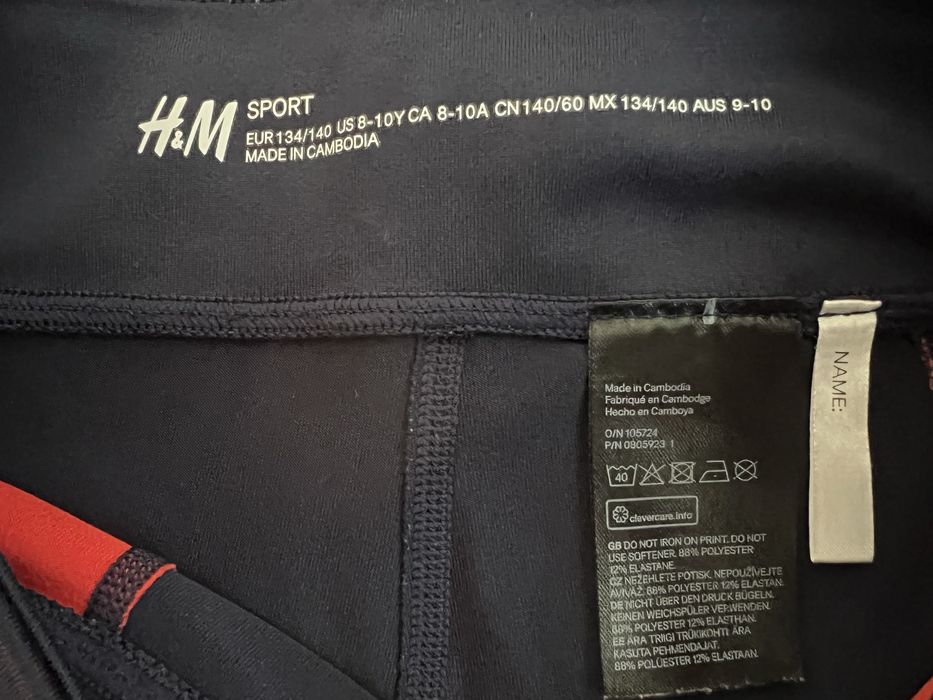 H&M SPORT
EUR 134/140 US 8-10Y CA 8-10A CN 140/60 MX 134/140 AUS 9-10
MADE IN CAMBODIA
Made in Cambodia
Fabriqué en Cambodge
Hecho en Camboya
O/N 105724
P/N 0805923 1
40
clevercare.info
GB DO NOT IRON ON PRINT. DO NOT
USE SOFTENER. 88% POLYESTER
12% ELASTANE.
CZ NEŽEHLETE POTISK. NEPOUŽÍVEJTE
AVIVÁŽ. 88% POLYESTER 12% ELASTAN.
DE NICHT ÜBER DEN DRUCK BÜGELN.
KEINEN WEICHSPÜLER VERWENDEN.
88% POLYESTER 12% ELASTHAN.
EE ÄRA TRIIGI TRÜKIKOHTI ÄRA
KASUTA PEHMENDAJAT.
88% POLÜESTER 12% ELASTAAN.
NAME: